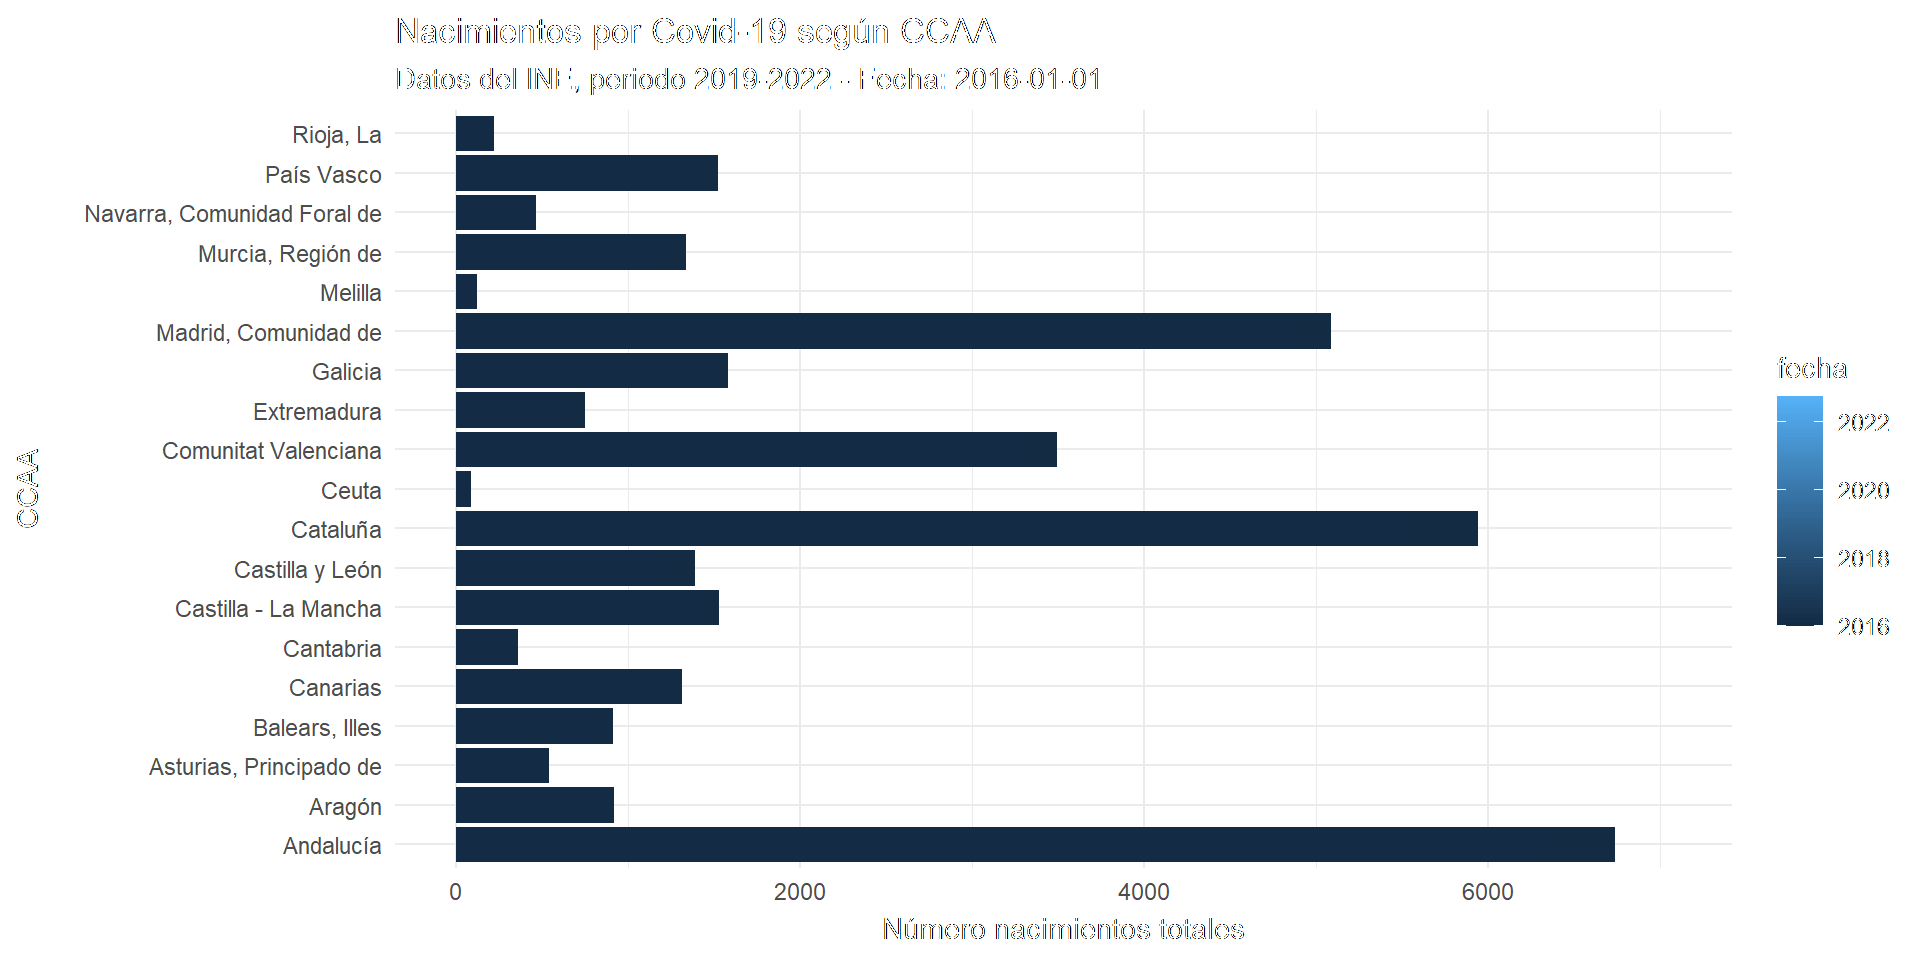 Nacimientos por Covid-19 según CCAA
Datos del INE, periodo 2019-2022 - Fecha: 2016-01-01
Rioja, La
País Vasco
Navarra, Comunidad Foral de
Murcia, Región de
Melilla
Madrid, Comunidad de
Galicia
Extremadura
Comunitat Valenciana
Ceuta
Cataluña
Castilla y León
Castilla - La Mancha
Cantabria
Canarias
Balears, Illes
Asturias, Principado de
Aragón
Andalucía
CCAA
0 2000 4000 6000
Número nacimientos totales
fecha
2022
2020
2018
2016